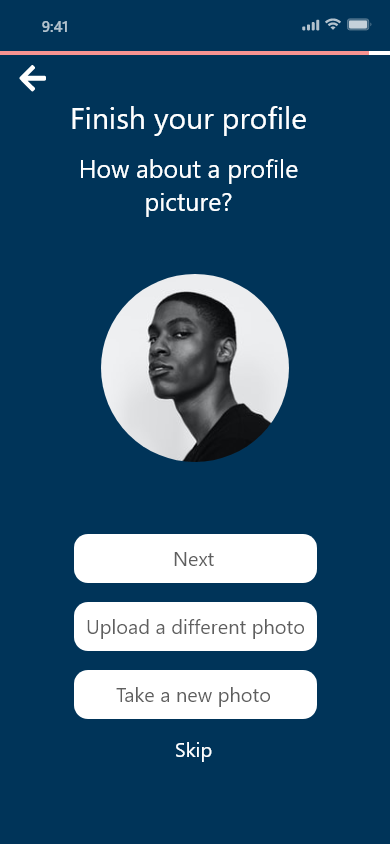 9:41
Finish your profile
How about a profile
picture?
Next
Upload a different photo
Take a new photo
Skip